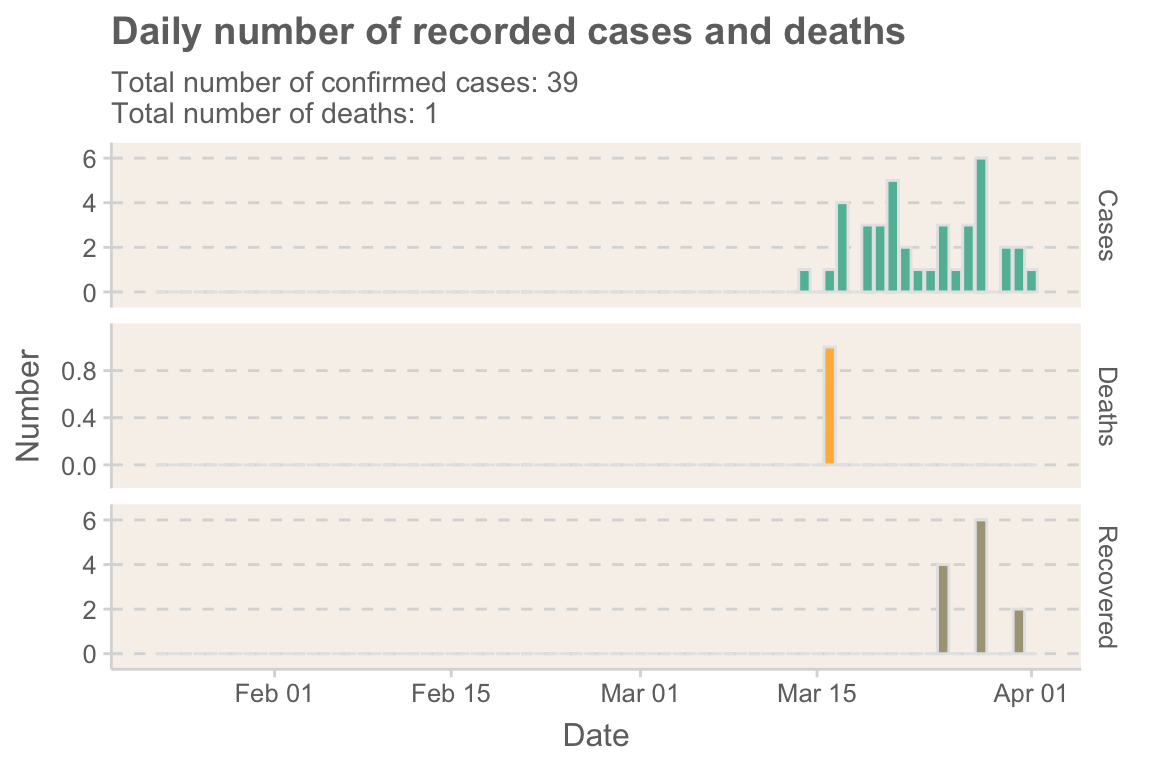 Daily number of recorded cases and deaths
Total number of confirmed cases: 39
Total number of deaths: 1
6
4
2
0
Cases
0.8
0.4
0.0
Deaths
Number
6
4
2
0
Recovered
Feb 01 Feb 15 Mar 01 Mar 15 Apr 01
Date